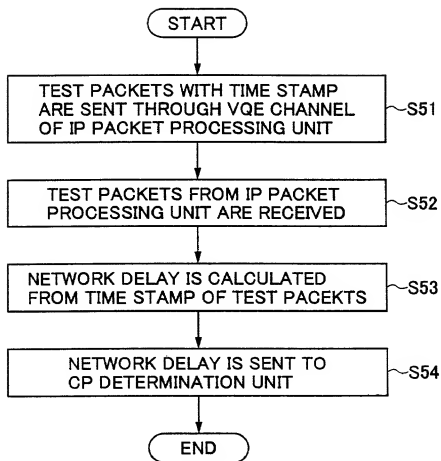 START
TEST PACKETS WITH TIME STAMP
ARE SENT THROUGH VQE CHANNEL
OF IP PACKET PROCESSING UNIT
S51
TEST PACKETS FROM IP PACKET
PROCESSING UNIT ARE RECEIVED
S52
NETWORK DELAY IS CALCULATED
FROM TIME STAMP OF TEST PACEKTS
S53
NETWORK DELAY IS SENT TO
CP DETERMINATION UNIT
S54
END